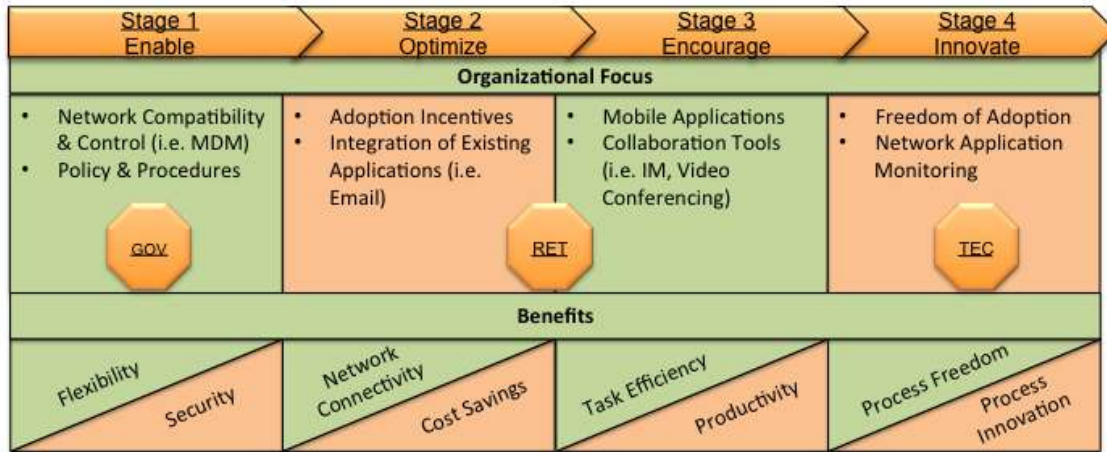 Stage 1
Enable
Stage 2
Optimize
Stage 3
Encourage
Stage 4
Innovate
Organizational Focus
• Network Compatibility
& Control (i.e. MDM)
• Policy & Procedures
GOV
• Adoption Incentives
• Integration of Existing
Applications (i.e.
Email)
RET
• Mobile Applications
• Collaboration Tools
(i.e. IM, Video
Conferencing)
• Freedom of Adoption
• Network Application
Monitoring
TEC
Benefits
Flexibility
Security
Network
Connectivity
Cost Savings
Task Efficiency
Productivity
Process Freedom
Process
Innovation